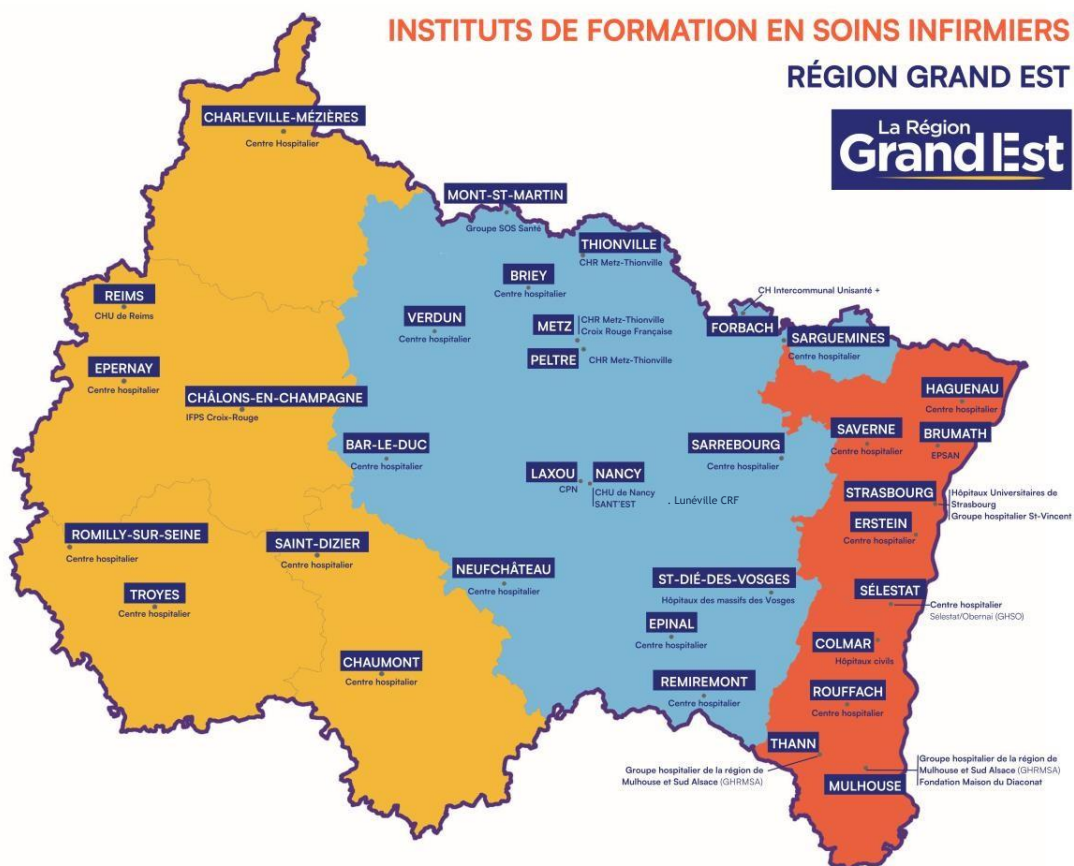 INSTITUTS DE FORMATION EN SOINS INFIRMIERS
RÉGION GRAND EST
La Région
Grand Est
CHARLEVILLE-MÉZIÈRES
Centre Hospitalier
MONT-ST-MARTIN
Groupe SOS Santé
THIONVILLE
CHR Metz-Thionville
BRIEY
Centre hospitalier
REIMS
CHU de Reims
VERDUN
Centre hospitalier
METZ
CHR Metz-Thionville
Croix Rouge Française
PELTRE
CHR Metz-Thionville
CH Intercommunal Unisanté +
FORBACH
SARGUEMINES
Centre hospitalier
EPERNAY
Centre hospitalier
CHÂLONS-EN-CHAMPAGNE
IFPS Croix-Rouge
HAGUENAU
Centre hospitalier
BAR-LE-DUC
Centre hospitalier
SARREBOURG
Centre hospitalier
SAVERNE
Centre hospitalier
BRUMATH
EPSAN
LAXOU
CPN
NANCY
CHU de Nancy
SANT'EST
. Lunéville CRF
STRASBOURG
Hôpitaux Universitaires de
Strasbourg
Groupe hospitalier St-Vincent
ERSTEIN
Centre hospitalier
ROMILLY-SUR-SEINE
Centre hospitalier
SAINT-DIZIER
Centre hospitalier
TROYES
Centre hospitalier
NEUFCHÂTEAU
Centre hospitalier
ST-DIÉ-DES-VOSGES
Hôpitaux des massifs des Vosges
SÉLESTAT
Centre hospitalier
Sélestat/Obernai (GHSO)
EPINAL
Centre hospitalier
COLMAR
Hôpitaux civils
CHAUMONT
Centre hospitalier
REMIREMONT
Centre hospitalier
ROUFFACH
Centre hospitalier
THANN
Groupe hospitalier de la région de
Mulhouse et Sud Alsace (GHRMSA)
MULHOUSE
Groupe hospitalier de la région de
Mulhouse et Sud Alsace (GHRMSA)
Fondation Maison du Diaconat